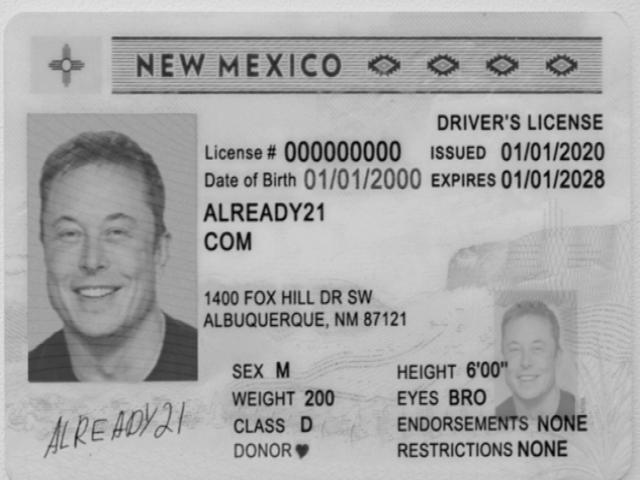 NEW MEXICO
DRIVER'S LICENSE
License # 000000000 ISSUED 01/01/2020
Date of Birth 01/01/2000 EXPIRES 01/01/2028
ALREADY21
COM
1400 FOX HILL DR SW
ALBUQUERQUE, NM 87121
SEX M HEIGHT 6'00"
WEIGHT 200 EYES BRO
CLASS D ENDORSEMENTS NONE
DONOR♥ RESTRICTIONS NONE
ALREADY21